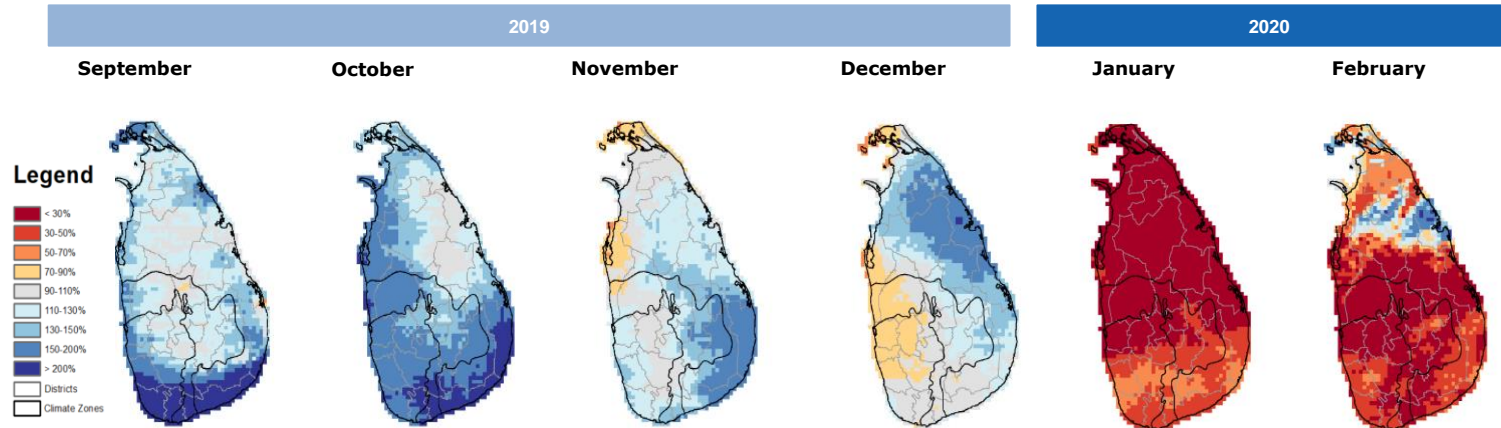 2019
2020
September
October
November
December
January
February
Legend
< 30%
30-50%
50-70%
70-90%
90-110%
110-130%
130-150%
150-200%
> 200%
Districts
Climate Zones